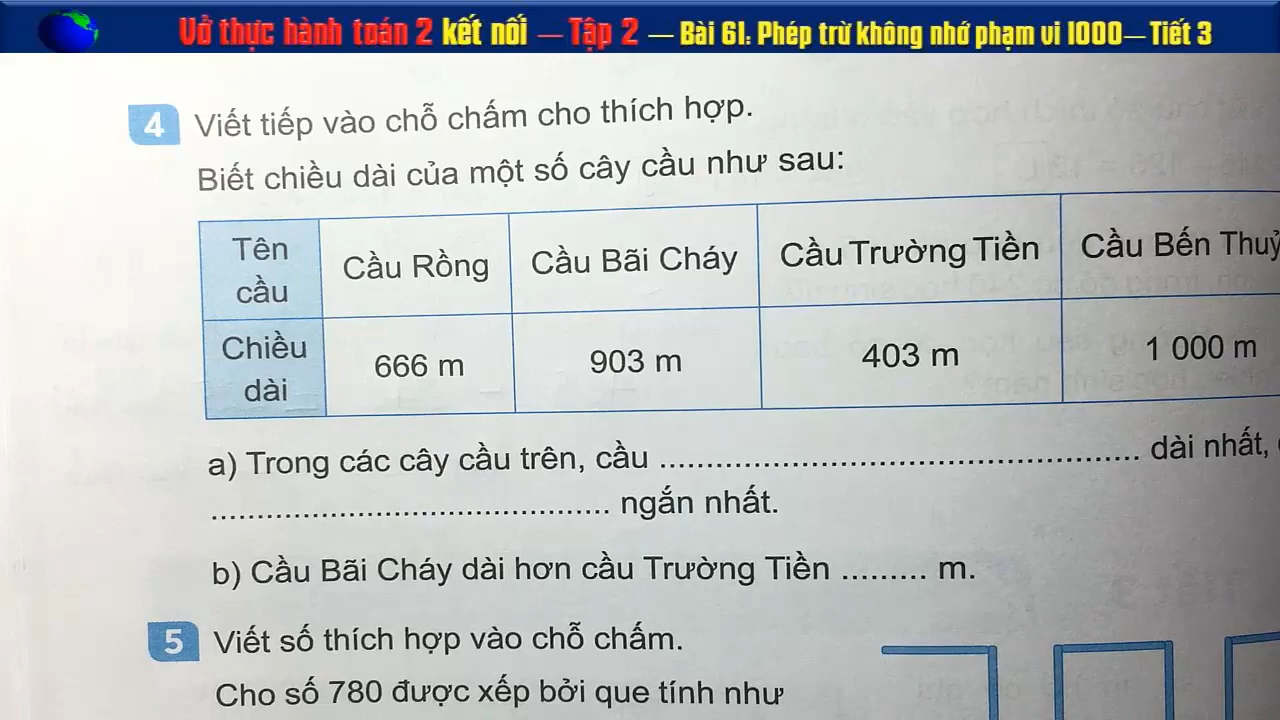 Vở thực hành toán 2 kết nối – Tập 2 – Bài 61: Phép trừ không nhớ phạm vi 1000 – Tiết 3
4 Viết tiếp vào chỗ chấm cho thích hợp.
Biết chiều dài của một số cây cầu như sau:
Tên cầu Cầu Rồng Cầu Bãi Cháy Cầu Trường Tiền Cầu Bến Thuỷ
Chiều dài 666 m 903 m 403 m 1 000 m
a) Trong các cây cầu trên, cầu .................................................... dài nhất,
........................................... ngắn nhất.
b) Cầu Bãi Cháy dài hơn cầu Trường Tiền ......... m.
5 Viết số thích hợp vào chỗ chấm.
Cho số 780 được xếp bởi que tính như